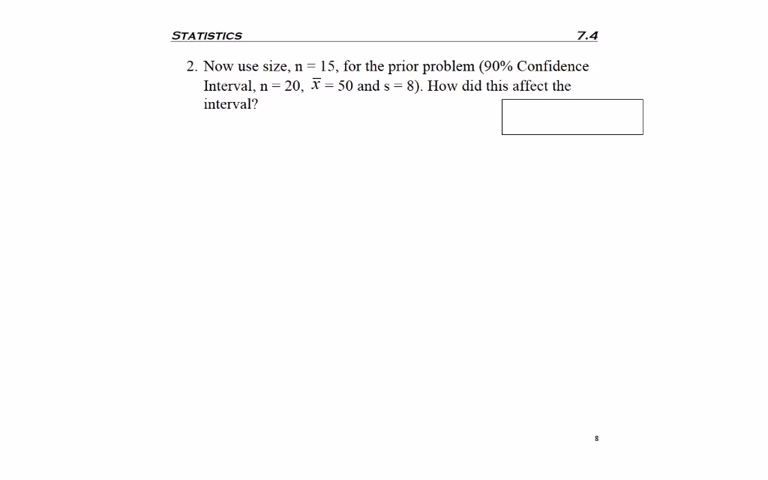 STATISTICS 7.4
2. Now use size, n = 15, for the prior problem (90% Confidence
Interval, n = 20, x̄ = 50 and s = 8). How did this affect the
interval?
8